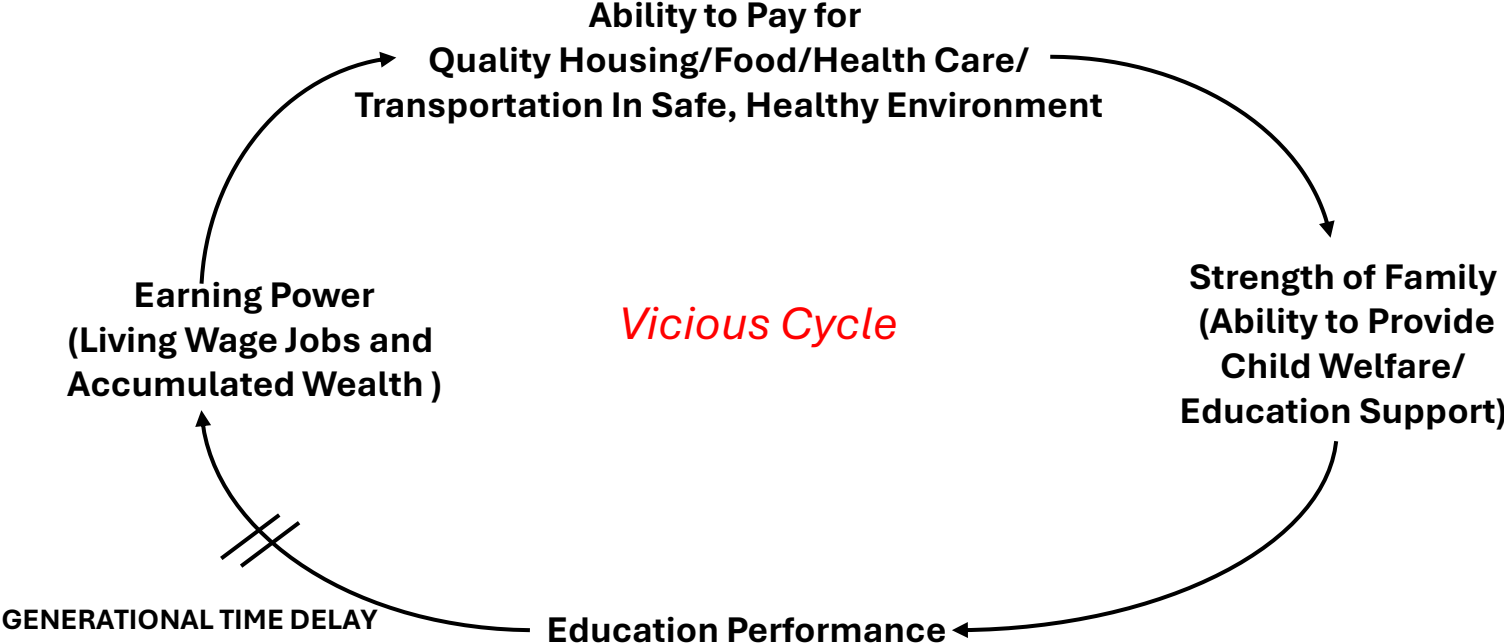 Ability to Pay for
Quality Housing/Food/Health Care/
Transportation In Safe, Healthy Environment
Strength of Family
(Ability to Provide
Child Welfare/
Education Support)
Earning Power
(Living Wage Jobs and
Accumulated Wealth )
Vicious Cycle
GENERATIONAL TIME DELAY
Education Performance